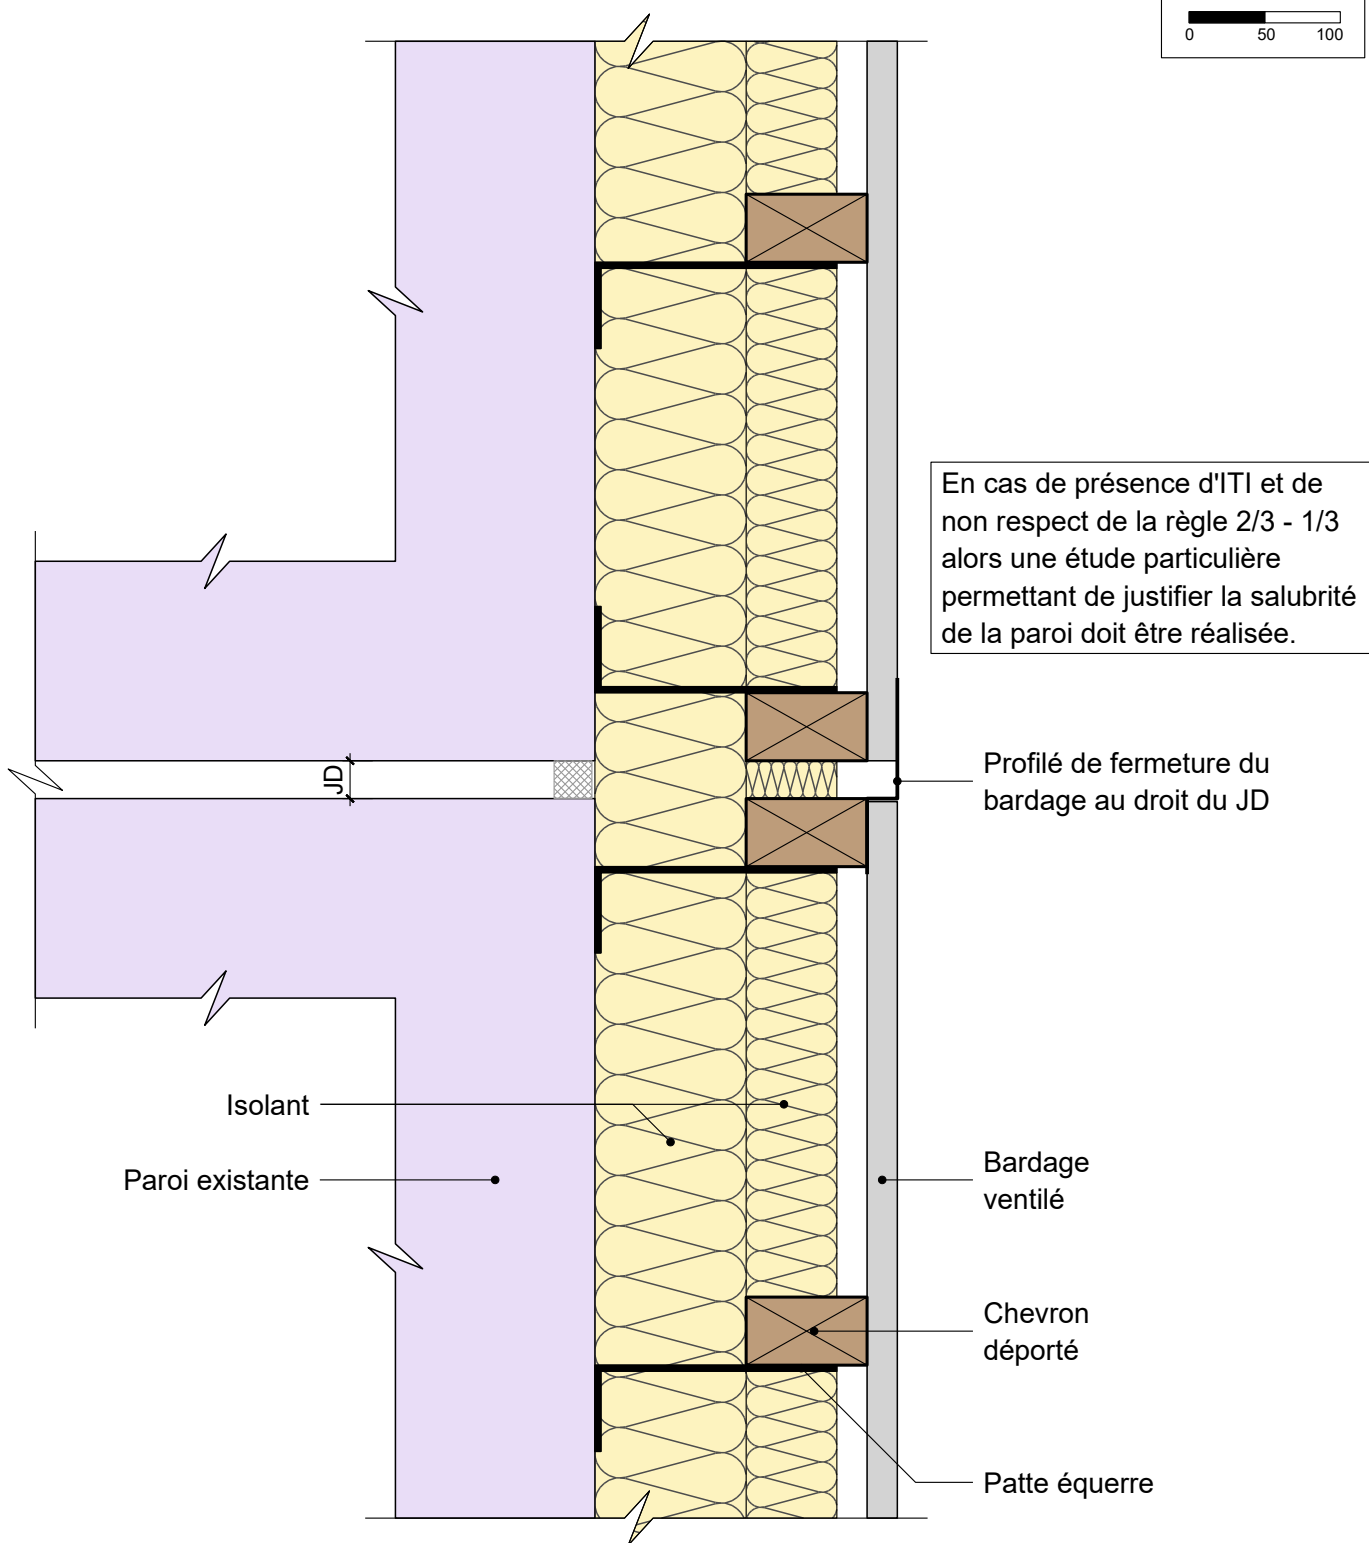 0 50 100
En cas de présence d'ITI et de
non respect de la règle 2/3 - 1/3
alors une étude particulière
permettant de justifier la salubrité
de la paroi doit être réalisée.
JD
Profilé de fermeture du
bardage au droit du JD
Isolant
Paroi existante
Bardage
ventilé
Chevron
déporté
Patte équerre